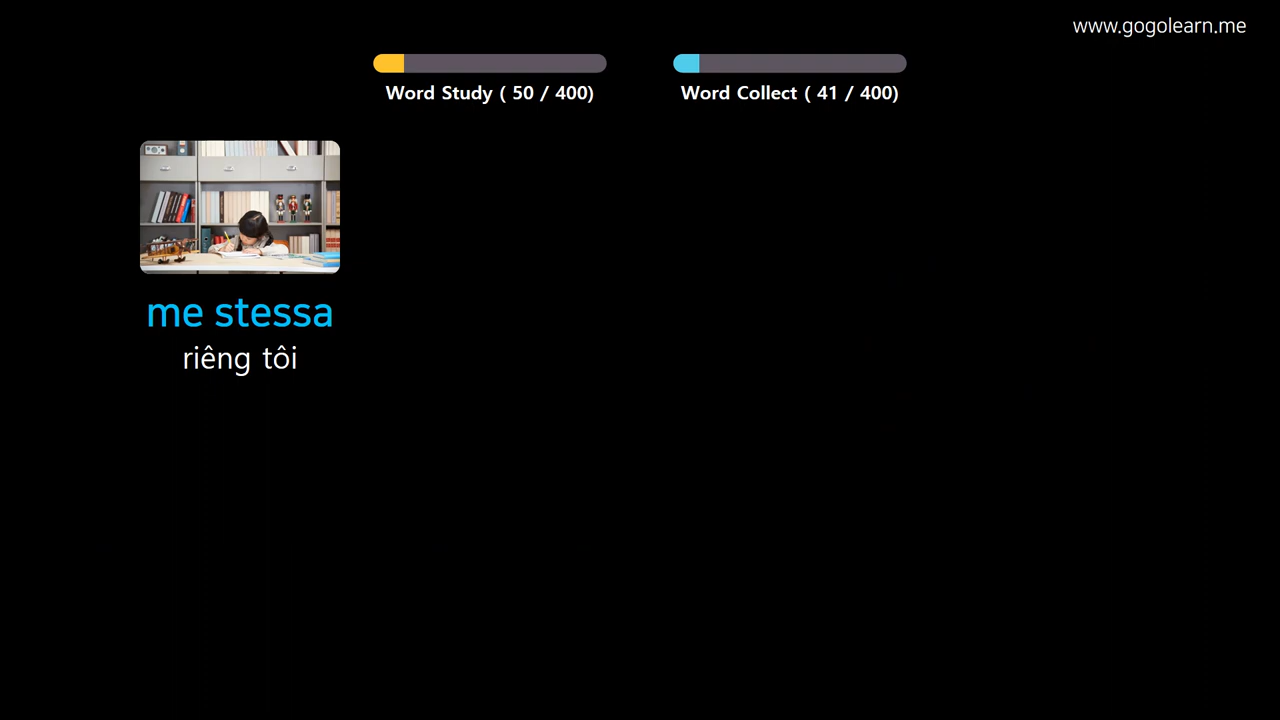 www.gogolearn.me
Word Study ( 50 / 400)
Word Collect ( 41 / 400)
me stessa
riêng tôi